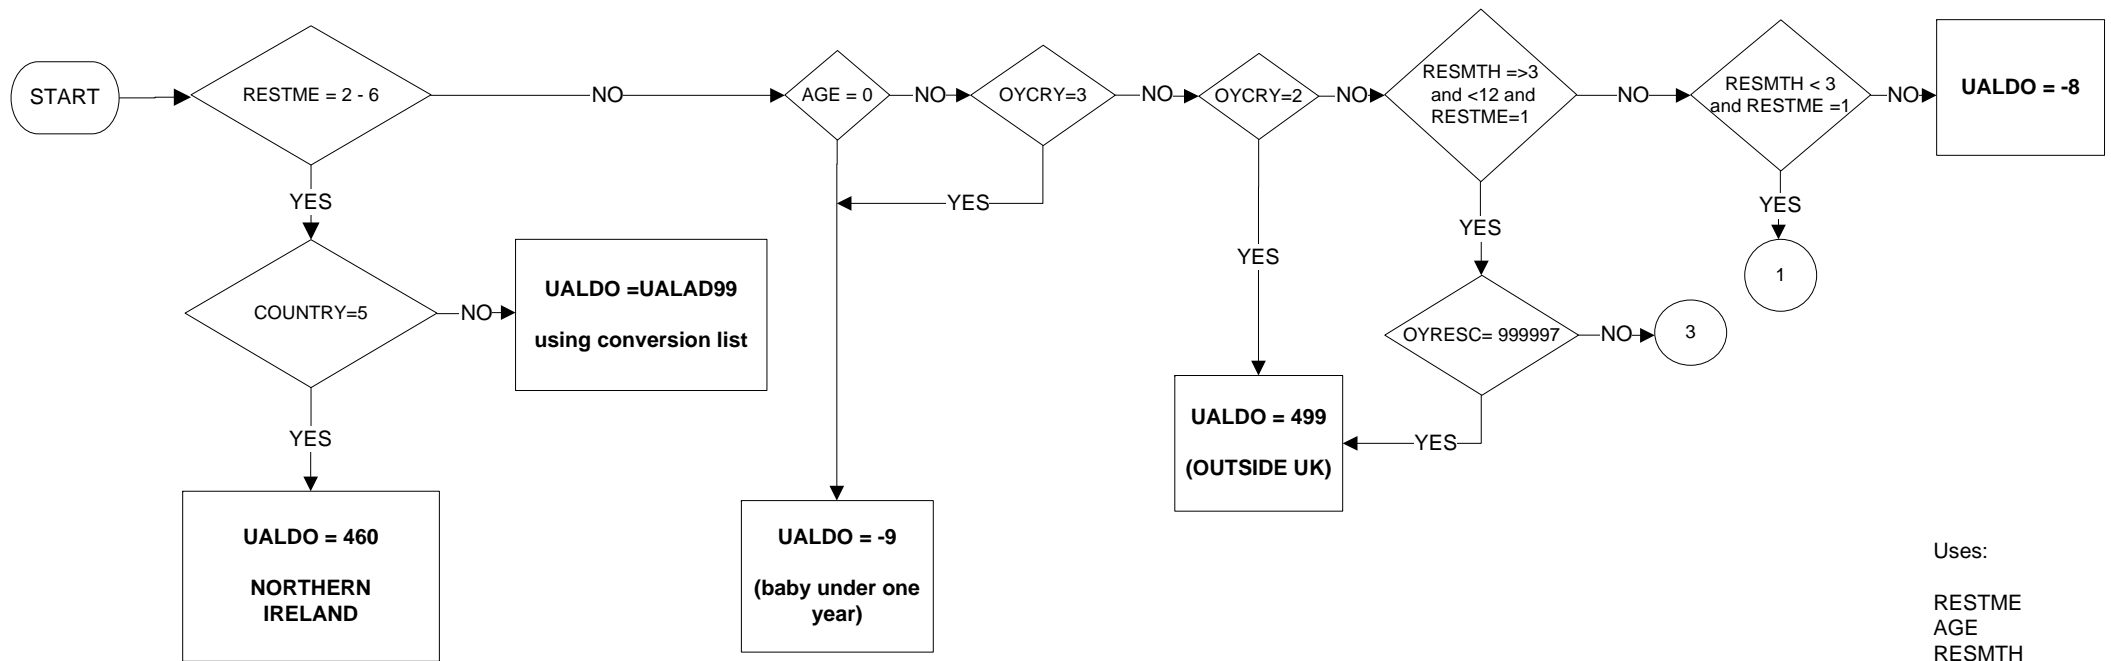 START
RESTME = 2 - 6
NO
AGE = 0
NO
OYCRY=3
NO
OYCRY=2
NO
RESMTH =>3
and <12 and
RESTME=1
NO
RESMTH < 3
and RESTME =1
NO
UALDO = -8
YES
YES
YES
YES
YES
COUNTRY=5
NO
UALDO =UALAD99
using conversion list
1
OYRESC= 999997
NO
3
YES
YES
UALDO = 499
(OUTSIDE UK)
UALDO = 460
NORTHERN
IRELAND
UALDO = -9
(baby under one
year)
Uses:
RESTME
AGE
RESMTH